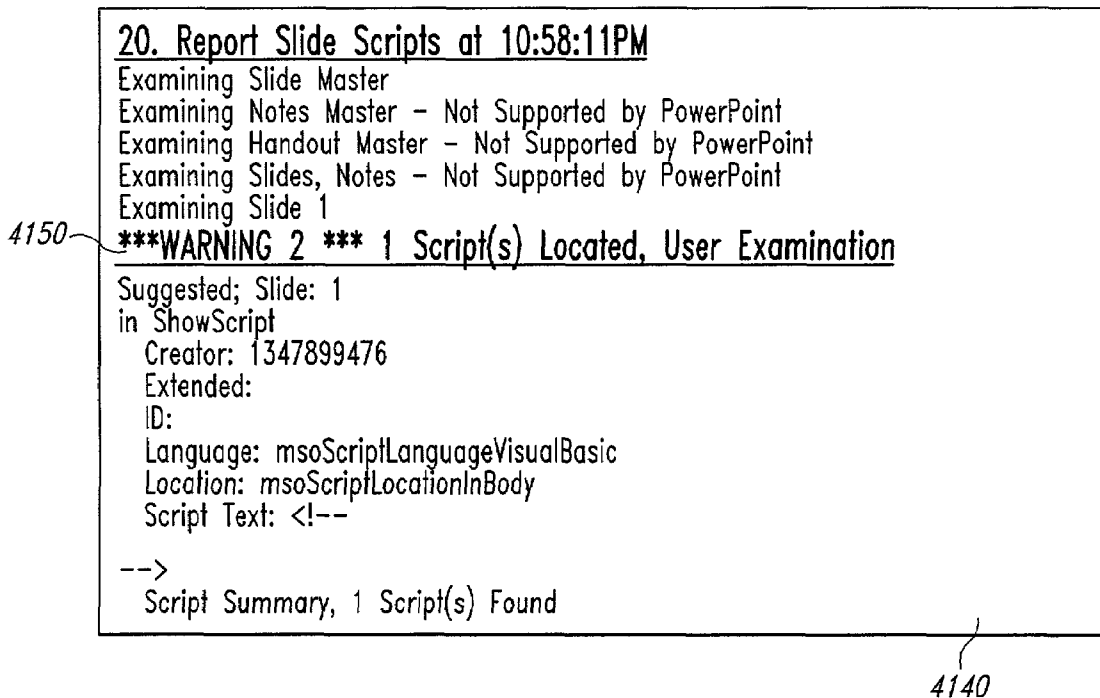 20. Report Slide Scripts at 10:58:11PM
Examining Slide Master
Examining Notes Master – Not Supported by PowerPoint
Examining Handout Master – Not Supported by PowerPoint
Examining Slides, Notes – Not Supported by PowerPoint
Examining Slide 1
4150
***WARNING 2 *** 1 Script(s) Located, User Examination
Suggested; Slide: 1
in ShowScript
Creator: 1347899476
Extended:
ID:
Language: msoScriptLanguageVisualBasic
Location: msoScriptLocationInBody
Script Text: <!--
-->
Script Summary, 1 Script(s) Found
4140